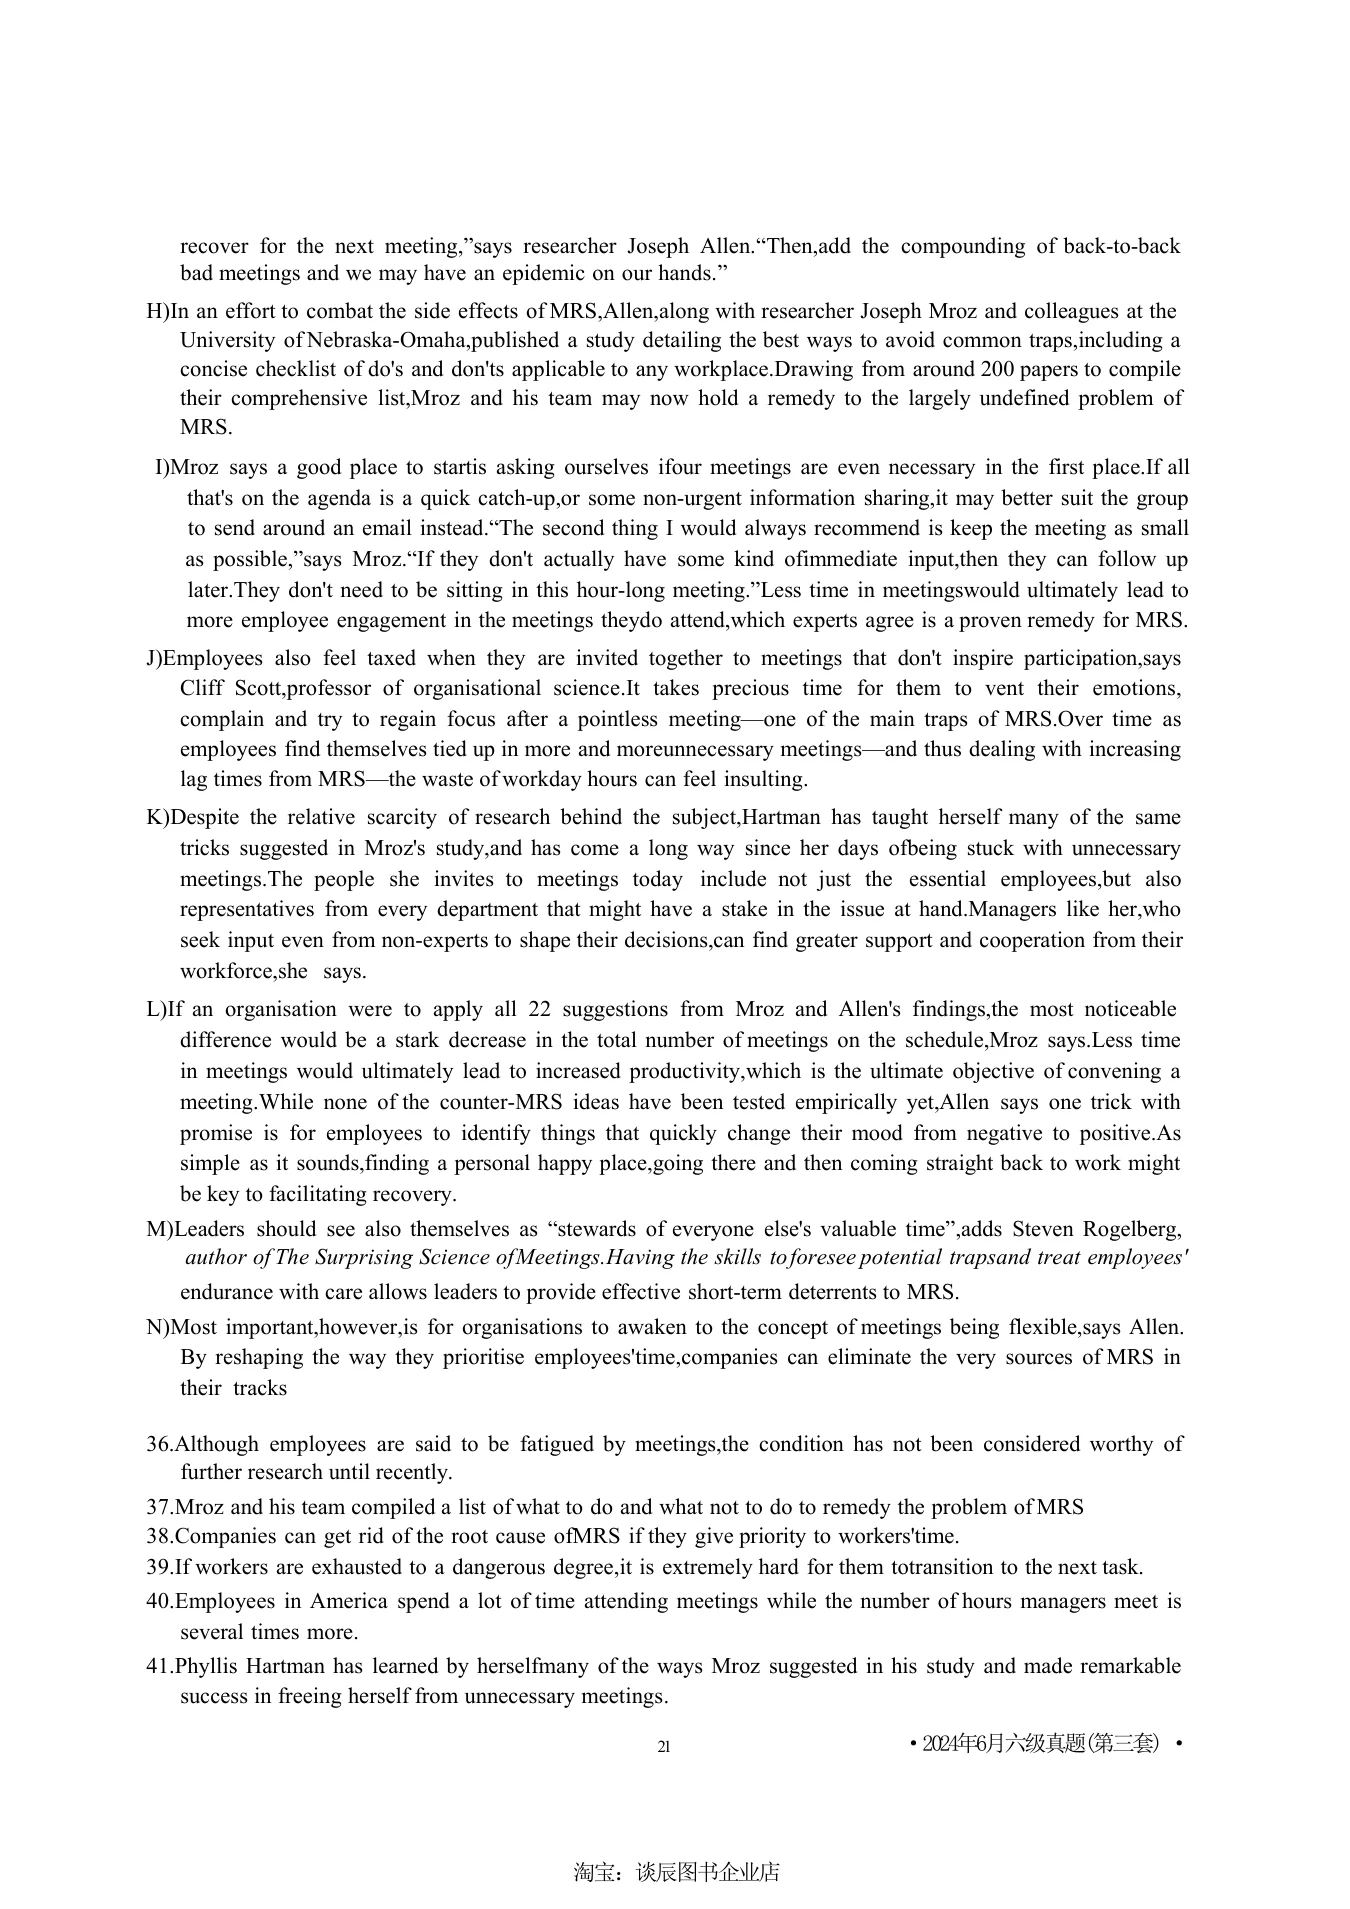 recover for the next meeting,”says researcher Joseph Allen.“Then,add the compounding of back-to-back
bad meetings and we may have an epidemic on our hands.”
H)In an effort to combat the side effects of MRS,Allen,along with researcher Joseph Mroz and colleagues at the
University of Nebraska-Omaha,published a study detailing the best ways to avoid common traps,including a
concise checklist of do's and don'ts applicable to any workplace.Drawing from around 200 papers to compile
their comprehensive list,Mroz and his team may now hold a remedy to the largely undefined problem of
MRS.
I)Mroz says a good place to startis asking ourselves ifour meetings are even necessary in the first place.If all
that's on the agenda is a quick catch-up,or some non-urgent information sharing,it may better suit the group
to send around an email instead.“The second thing I would always recommend is keep the meeting as small
as possible,”says Mroz.“If they don't actually have some kind ofimmediate input,then they can follow up
later.They don't need to be sitting in this hour-long meeting.”Less time in meetingswould ultimately lead to
more employee engagement in the meetings theydo attend,which experts agree is a proven remedy for MRS.
J)Employees also feel taxed when they are invited together to meetings that don't inspire participation,says
Cliff Scott,professor of organisational science.It takes precious time for them to vent their emotions,
complain and try to regain focus after a pointless meeting—one of the main traps of MRS.Over time as
employees find themselves tied up in more and moreunnecessary meetings—and thus dealing with increasing
lag times from MRS—the waste of workday hours can feel insulting.
K)Despite the relative scarcity of research behind the subject,Hartman has taught herself many of the same
tricks suggested in Mroz's study,and has come a long way since her days ofbeing stuck with unnecessary
meetings.The people she invites to meetings today include not just the essential employees,but also
representatives from every department that might have a stake in the issue at hand.Managers like her,who
seek input even from non-experts to shape their decisions,can find greater support and cooperation from their
workforce,she says.
L)If an organisation were to apply all 22 suggestions from Mroz and Allen's findings,the most noticeable
difference would be a stark decrease in the total number of meetings on the schedule,Mroz says.Less time
in meetings would ultimately lead to increased productivity,which is the ultimate objective of convening a
meeting.While none of the counter-MRS ideas have been tested empirically yet,Allen says one trick with
promise is for employees to identify things that quickly change their mood from negative to positive.As
simple as it sounds,finding a personal happy place,going there and then coming straight back to work might
be key to facilitating recovery.
M)Leaders should see also themselves as “stewards of everyone else's valuable time”,adds Steven Rogelberg,
author of The Surprising Science ofMeetings.Having the skills to foresee potential trapsand treat employees'
endurance with care allows leaders to provide effective short-term deterrents to MRS.
N)Most important,however,is for organisations to awaken to the concept of meetings being flexible,says Allen.
By reshaping the way they prioritise employees'time,companies can eliminate the very sources of MRS in
their tracks
36.Although employees are said to be fatigued by meetings,the condition has not been considered worthy of
further research until recently.
37.Mroz and his team compiled a list of what to do and what not to do to remedy the problem of MRS
38.Companies can get rid of the root cause ofMRS if they give priority to workers'time.
39.If workers are exhausted to a dangerous degree,it is extremely hard for them totransition to the next task.
40.Employees in America spend a lot of time attending meetings while the number of hours managers meet is
several times more.
41.Phyllis Hartman has learned by herselfmany of the ways Mroz suggested in his study and made remarkable
success in freeing herself from unnecessary meetings.
21
•2024年6月六级真题(第三套) •
淘宝：谈辰图书企业店